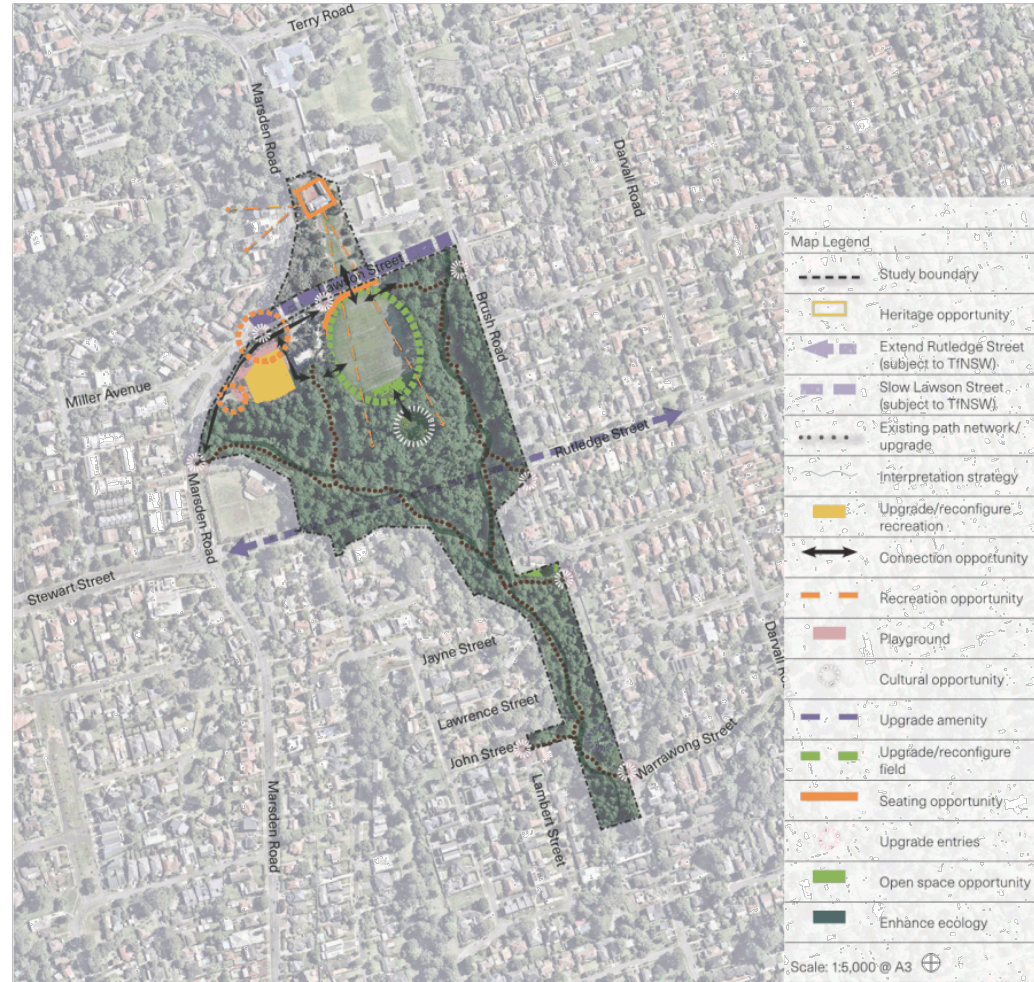 Terry Road
Marsden Road
Darvall Road
Lawson Street
Brush Road
Miller Avenue
Rutledge Street
Marsden Road
Stewart Street
Jayne Street
Lawrence Street
John Stree
Lambert Street
Warrawong Street
Marsden Road
Map Legend
Study boundary
Heritage opportunity
Extend Rutledge Street
(subject to TfNSW)
Slow Lawson Street
(subject to TfNSW)
Existing path network/
upgrade
Interpretation strategy
Upgrade/reconfigure
recreation
Connection opportunity
Recreation opportunity
Playground
Cultural opportunity
Upgrade amenity
Upgrade/reconfigure
field
Seating opportunity
Upgrade entries
Open space opportunity
Enhance ecology
Scale: 1:5,000 @ A3